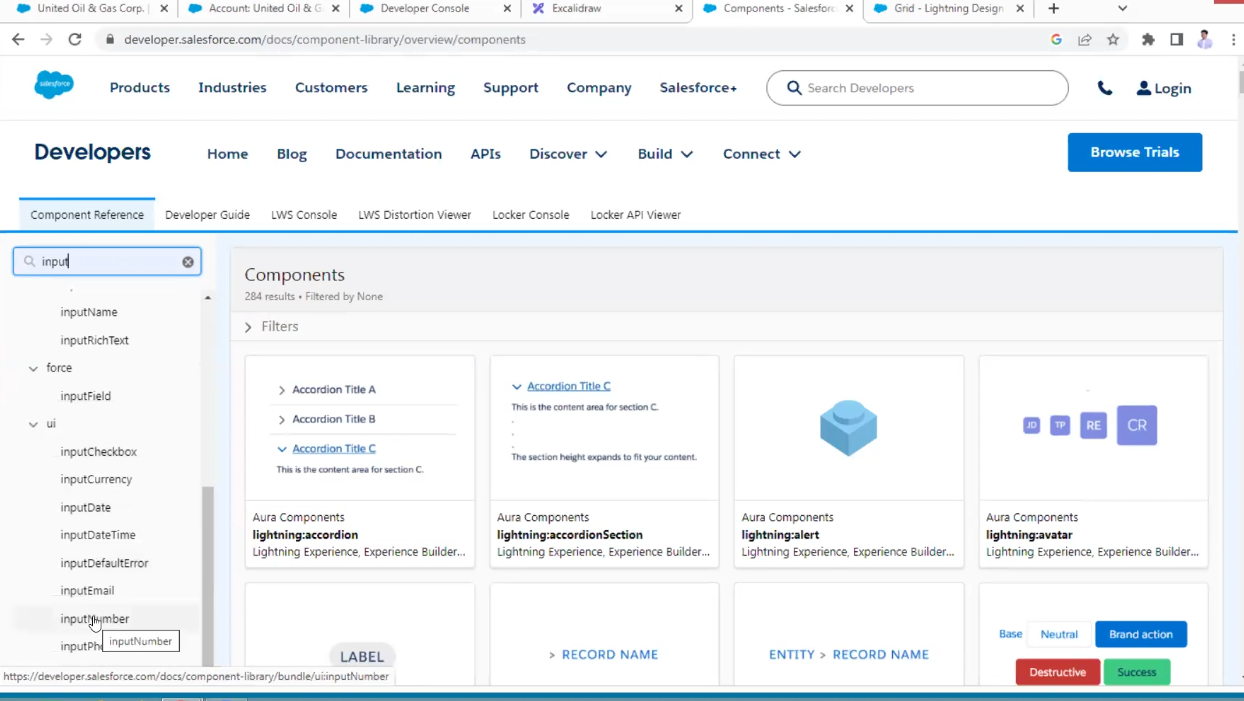 United Oil & Gas Corp. |
Account: United Oil & G
Developer Console
Excalidraw
Components - Salesforc
Grid - Lightning Design
developer.salesforce.com/docs/component-library/overview/components
salesforce
Products
Industries
Customers
Learning
Support
Company
Salesforce+
Search Developers
Login
Developers
Home
Blog
Documentation
APIs
Discover
Build
Connect
Browse Trials
Component Reference
Developer Guide
LWS Console
LWS Distortion Viewer
Locker Console
Locker API Viewer
input
inputName
inputRichText
force
inputField
ui
inputCheckbox
inputCurrency
inputDate
inputDateTime
inputDefaultError
inputEmail
inputNumber
inputNumber
inputPh
https://developer.salesforce.com/docs/component-library/bundle/ui:inputNumber
Components
284 results • Filtered by None
Filters
Accordion Title A
Accordion Title B
Accordion Title C
This is the content area for section C.
Aura Components
lightning:accordion
Lightning Experience, Experience Builder...
Accordion Title C
This is the content area for section C.
.
.
.
The section height expands to fit your content.
Aura Components
lightning:accordionSection
Lightning Experience, Experience Builder...
Aura Components
lightning:alert
Lightning Experience, Experience Builder...
JD
TP
RE
CR
Aura Components
lightning:avatar
Lightning Experience, Experience Builder...
LABEL
> RECORD NAME
ENTITY > RECORD NAME
Base
Neutral
Brand action
Destructive
Success